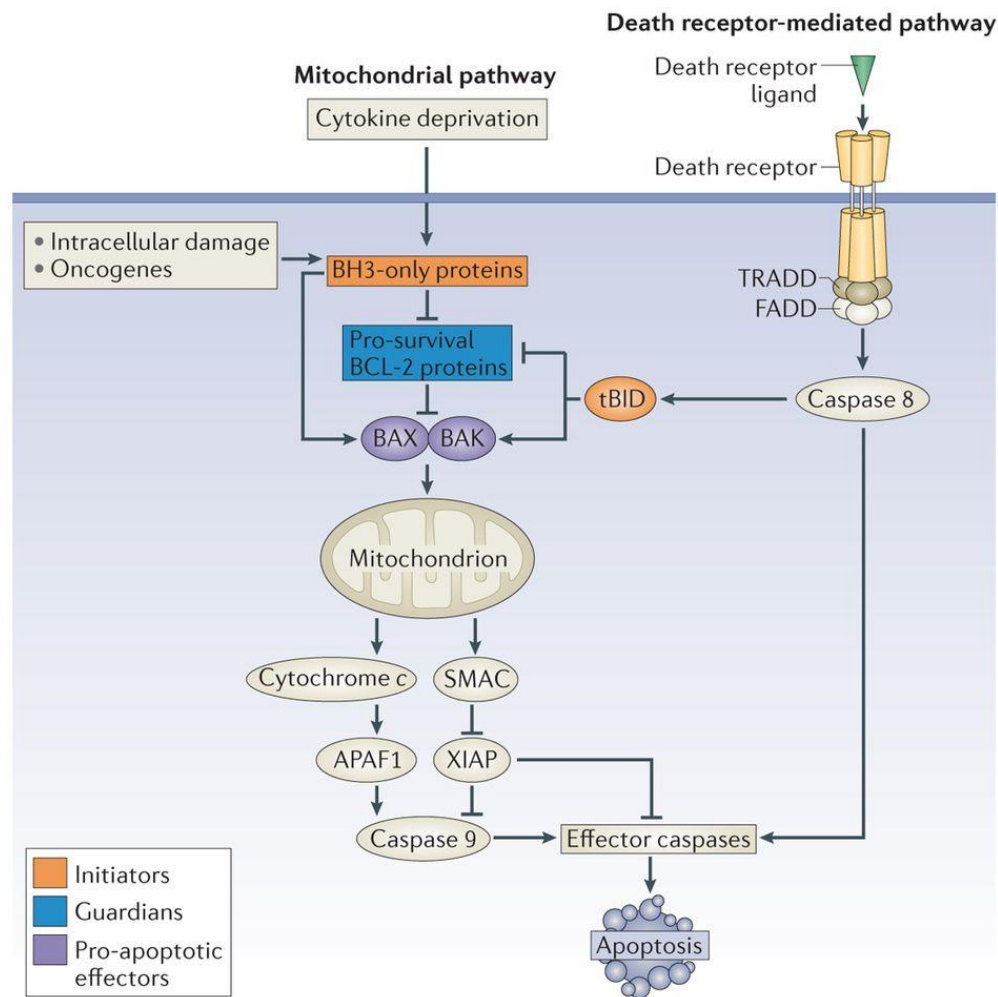 Death receptor-mediated pathway
Death receptor
ligand
Mitochondrial pathway
Cytokine deprivation
Death receptor
• Intracellular damage
• Oncogenes
BH3-only proteins
TRADD
FADD
Pro-survival
BCL-2 proteins
tBID
Caspase 8
BAX
BAK
Mitochondrion
Cytochrome c
SMAC
APAF1
XIAP
Caspase 9
Effector caspases
Apoptosis
Initiators
Guardians
Pro-apoptotic
effectors